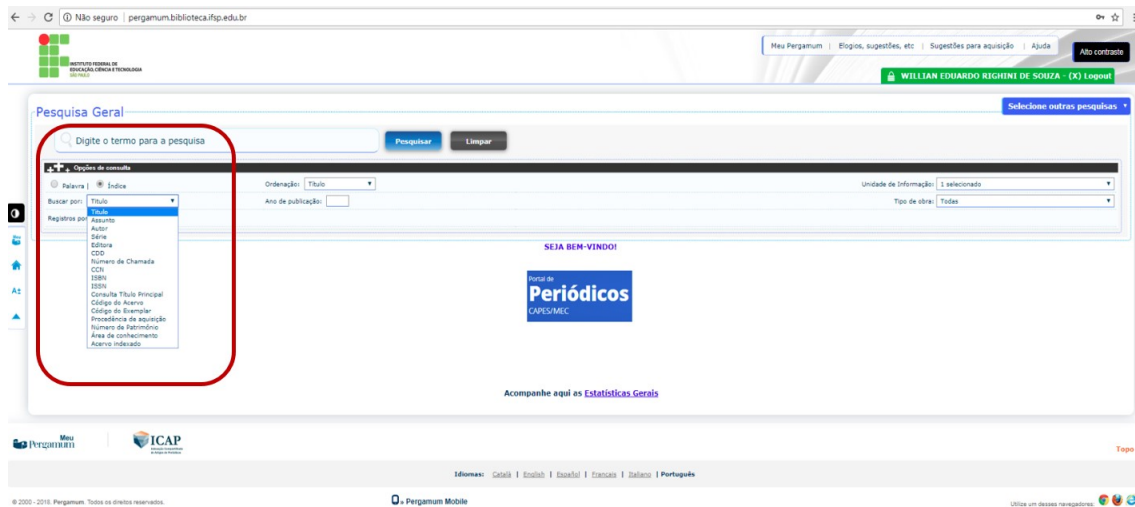 Não seguro | pergamum.biblioteca.ifsp.edu.br
INSTITUTO FEDERAL DE
EDUCAÇÃO, CIÊNCIA E TECNOLOGIA
SÃO PAULO
Meu Pergamum | Elogios, sugestões, etc | Sugestões para aquisição | Ajuda
Alto contraste
WILLIAN EDUARDO RIGHINI DE SOUZA - (X) Logout
Pesquisa Geral
Selecione outras pesquisas
Digite o termo para a pesquisa
Pesquisar
Limpar
Opções de consulta
Palavra | Índice
Ordenação: Título
Unidade de Informação: 1 selecionado
Buscar por: Título
Ano de publicação:
Tipo de obra: Todas
Registros por
Título
Assunto
Autor
Série
Editora
CDD
Número de Chamada
CCN
ISBN
ISSN
Consulta Título Principal
Código do Acervo
Código do Exemplar
Procedência de aquisição
Número de Patrimônio
Área de conhecimento
Acervo indexado
SEJA BEM-VINDO!
Portal de
Periódicos
CAPES/MEC
Acompanhe aqui as Estatísticas Gerais
Meu
Pergamum
ICAP
Topo
Idiomas: Català | English | Español | Français | Italiano | Português
Pergamum. Todos os direitos reservados.
Pergamum Mobile
Utilize um desses navegadores: